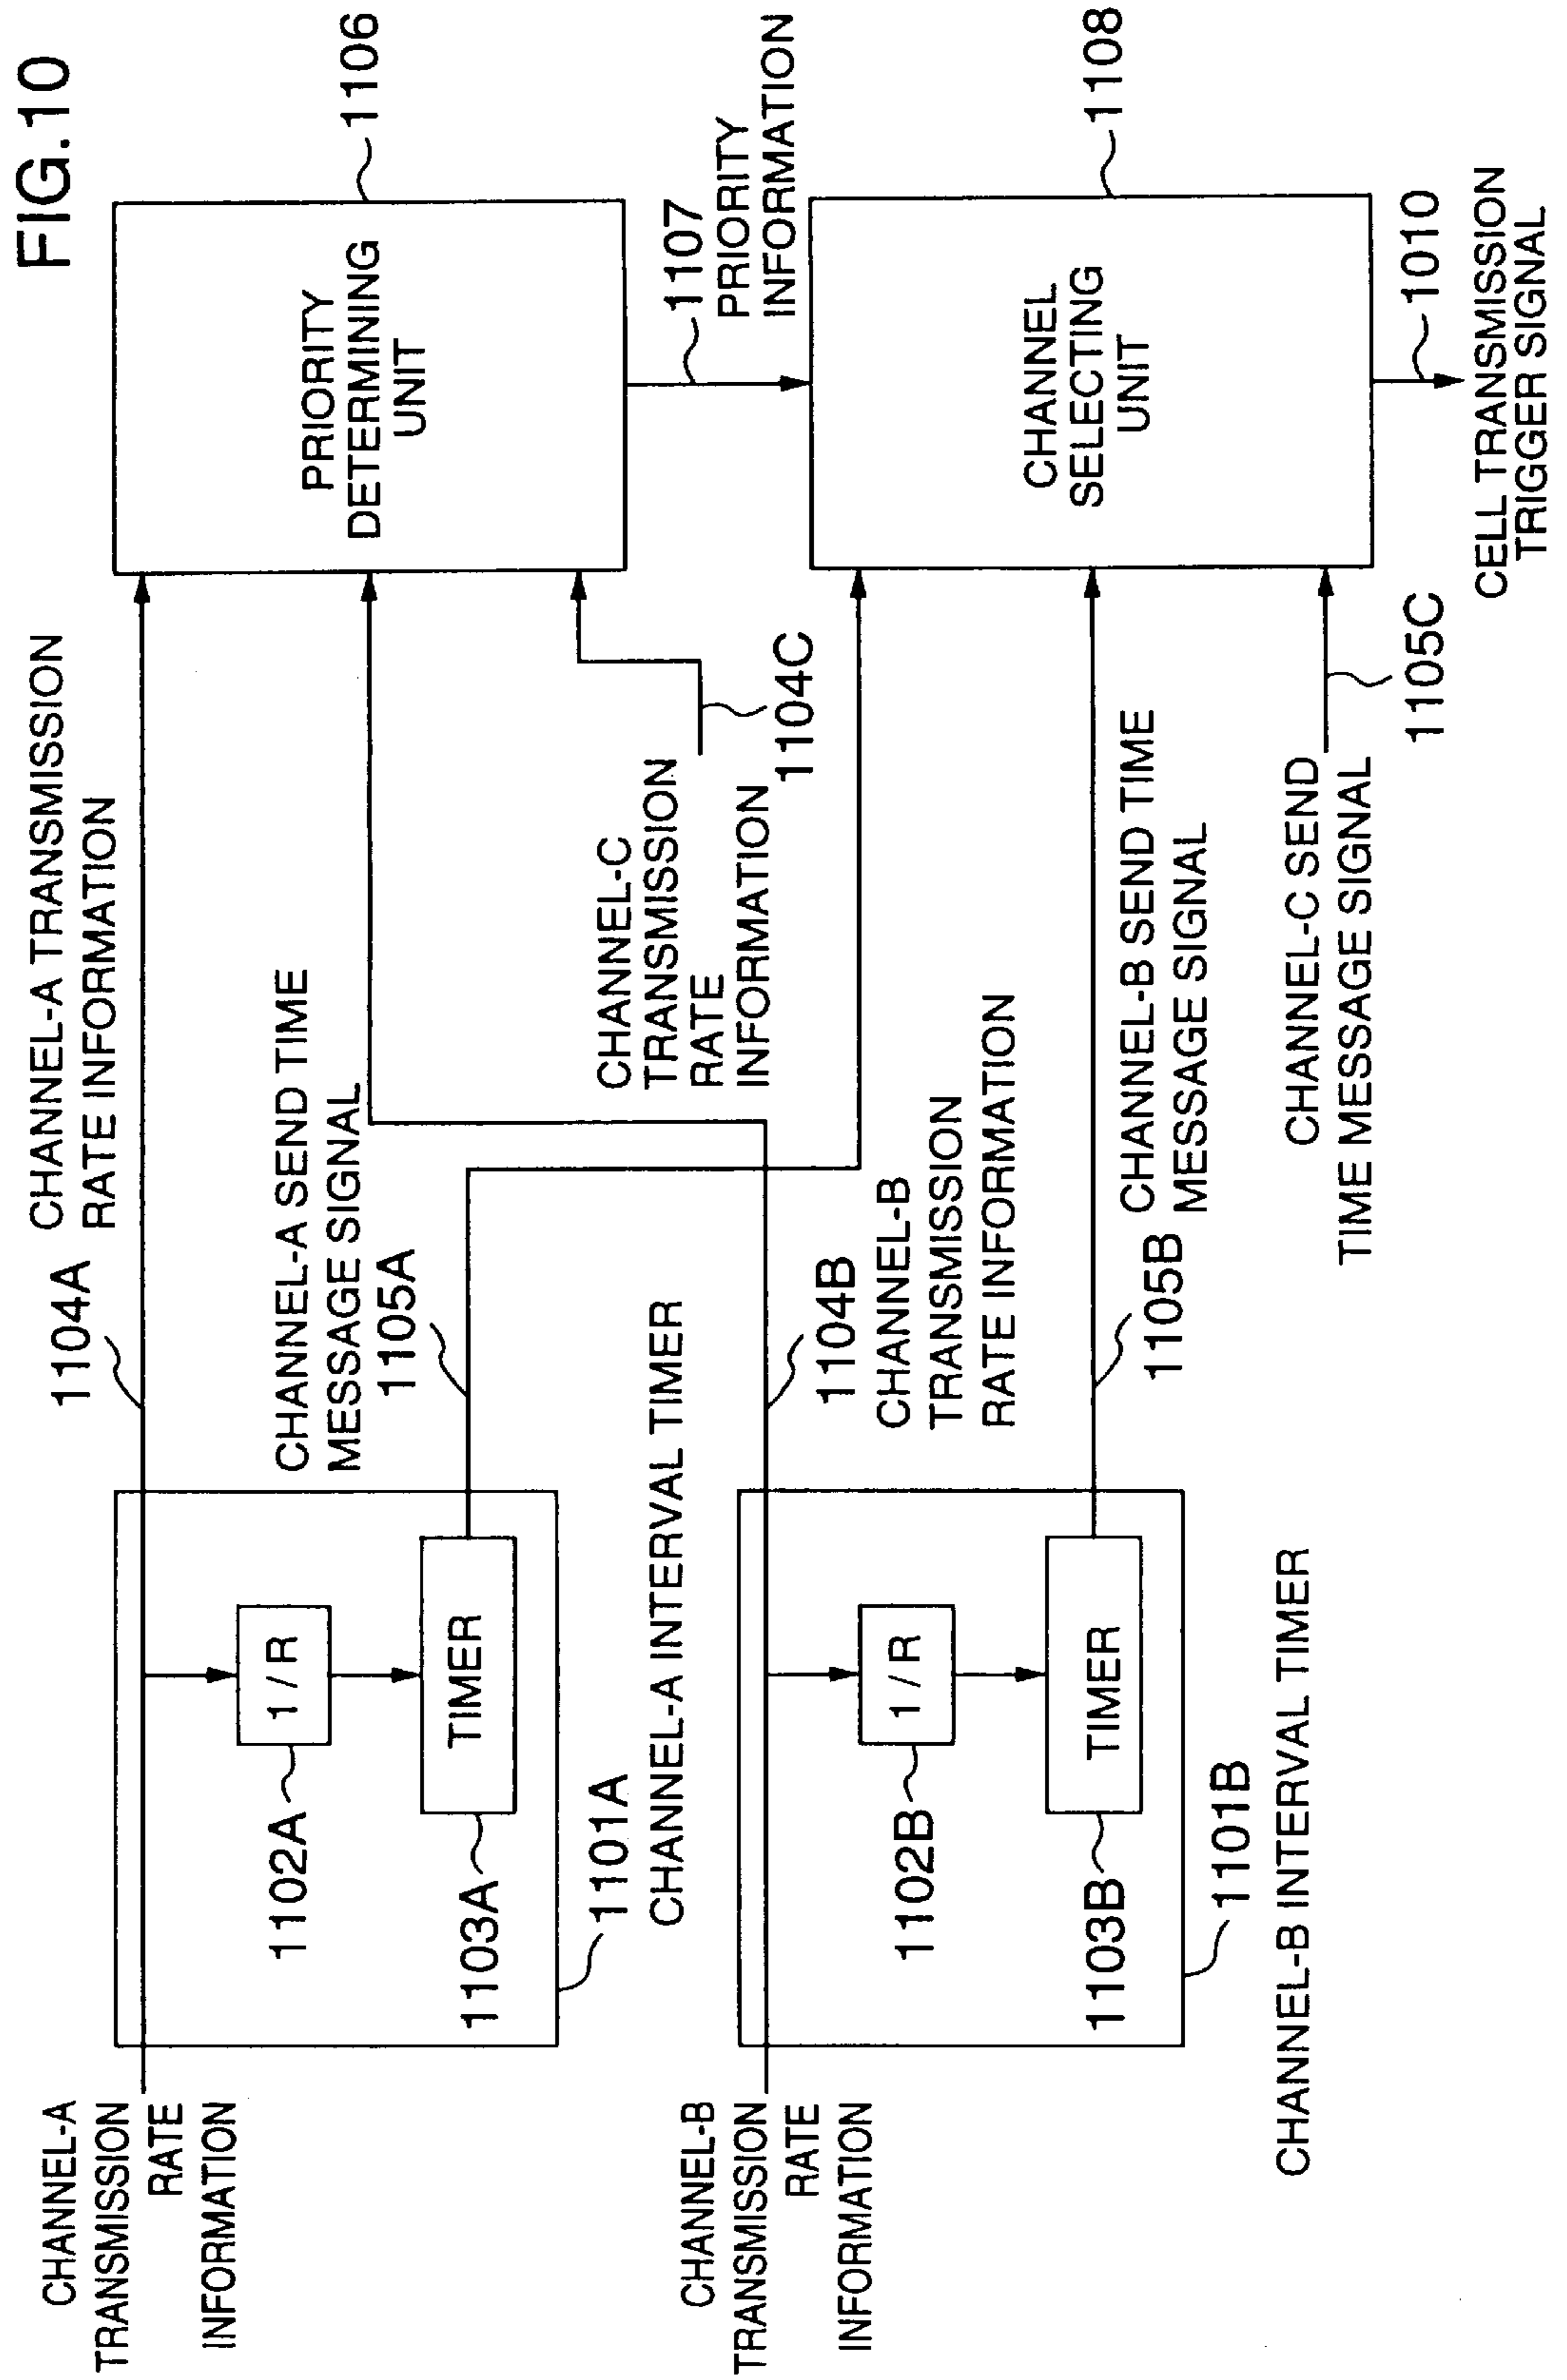 FIG.10
CHANNEL-A
TRANSMISSION
RATE
INFORMATION
1102A
1/R
1103A
TIMER
1101A
CHANNEL-A INTERVAL TIMER
1104A
CHANNEL-A TRANSMISSION
RATE INFORMATION
CHANNEL-A SEND TIME
MESSAGE SIGNAL
1105A
PRIORITY
DETERMINING
UNIT
1106
CHANNEL-C
TRANSMISSION
RATE
INFORMATION
1104C
1107
PRIORITY
INFORMATION
CHANNEL-B
TRANSMISSION
RATE
INFORMATION
1102B
1/R
1103B
TIMER
1101B
CHANNEL-B INTERVAL TIMER
1104B
CHANNEL-B
TRANSMISSION
RATE INFORMATION
1105B
CHANNEL-B SEND TIME
MESSAGE SIGNAL
CHANNEL
SELECTING
UNIT
1108
CHANNEL-C SEND
TIME MESSAGE SIGNAL
1105C
1010
CELL TRANSMISSION
TRIGGER SIGNAL